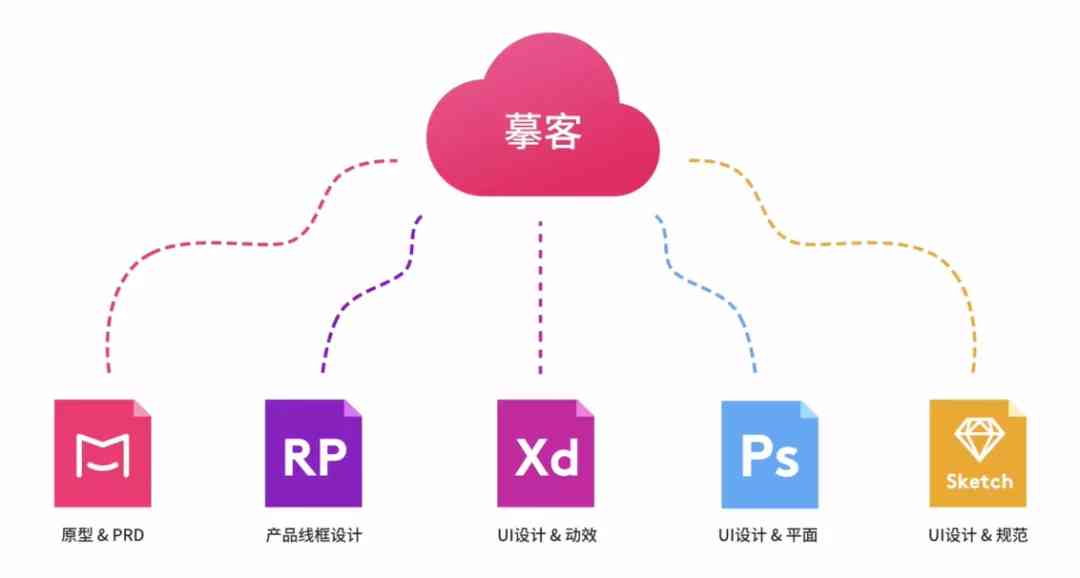 摹客
RP
Xd
Ps
Sketch
原型 & PRD
产品线框设计
UI设计 & 动效
UI设计 & 平面
UI设计 & 规范